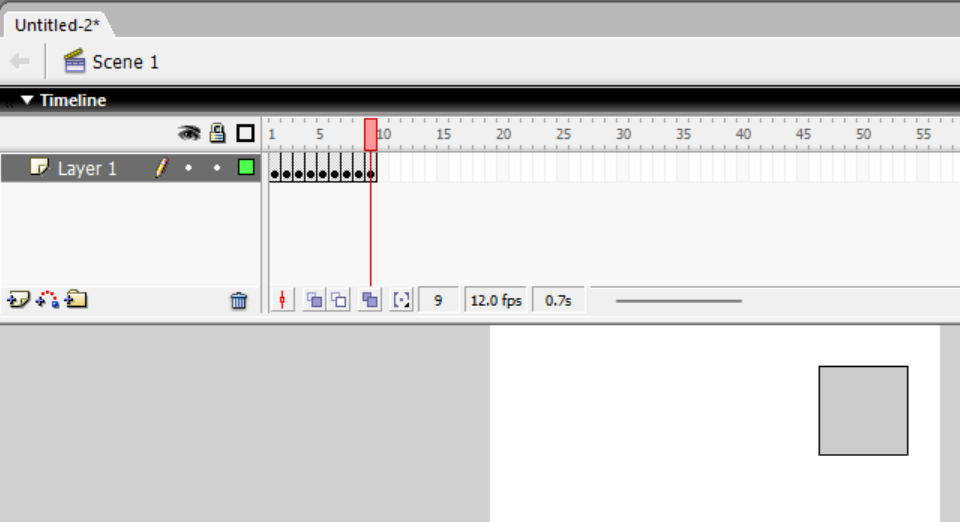 Untitled-2*
Scene 1
Timeline
1 5 10 15 20 25 30 35 40 45 50 55
Layer 1
9 12.0 fps 0.7s